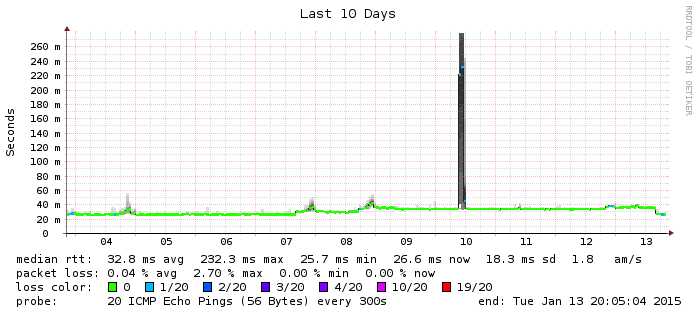 Last 10 Days
RRDTOOL / TOBI OETIKER
Seconds
260 m
240 m
220 m
200 m
180 m
160 m
140 m
120 m
100 m
80 m
60 m
40 m
20 m
0
04 05 06 07 08 09 10 11 12 13
median rtt: 32.8 ms avg 232.3 ms max 25.7 ms min 26.6 ms now 18.3 ms sd 1.8 am/s
packet loss: 0.04 % avg 2.70 % max 0.00 % min 0.00 % now
loss color: 0 1/20 2/20 3/20 4/20 10/20 19/20
probe: 20 ICMP Echo Pings (56 Bytes) every 300s end: Tue Jan 13 20:05:04 2015